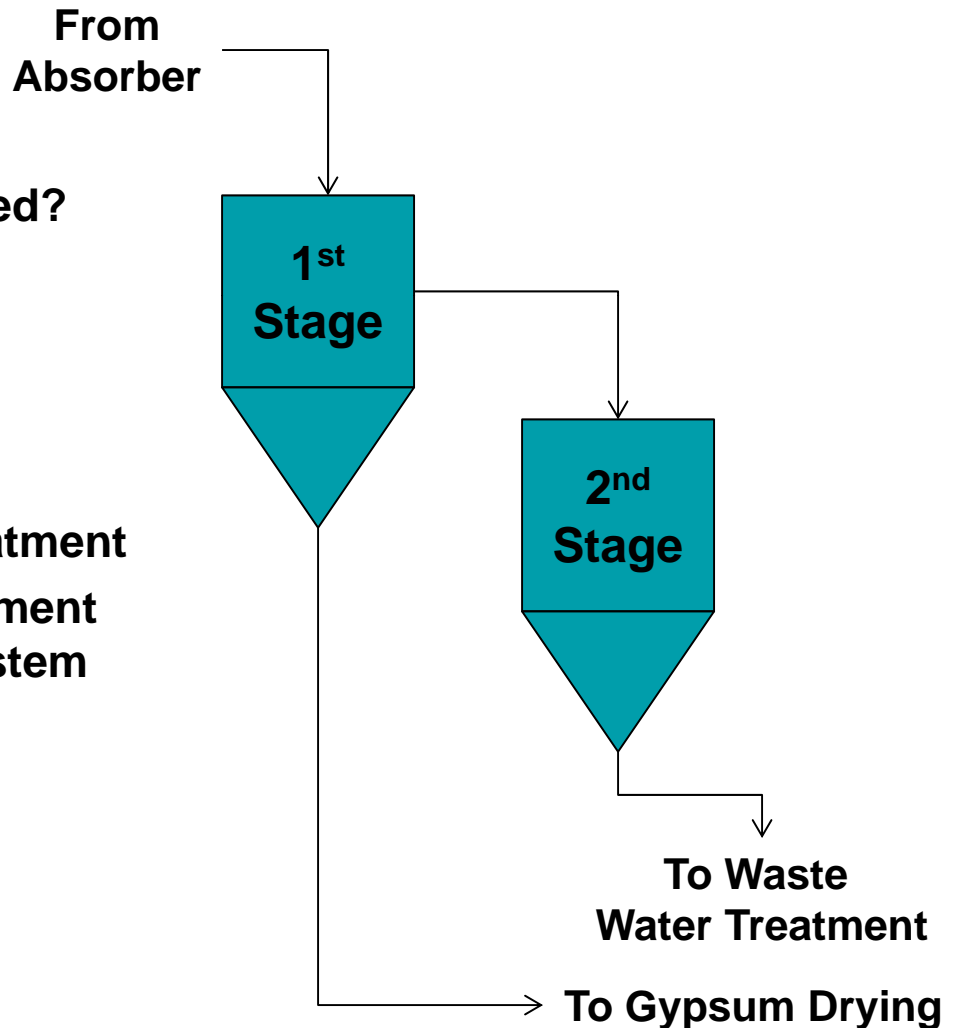 From
Absorber
ed?
1st
Stage
2nd
Stage
atment
ment
stem
To Waste
Water Treatment
To Gypsum Drying